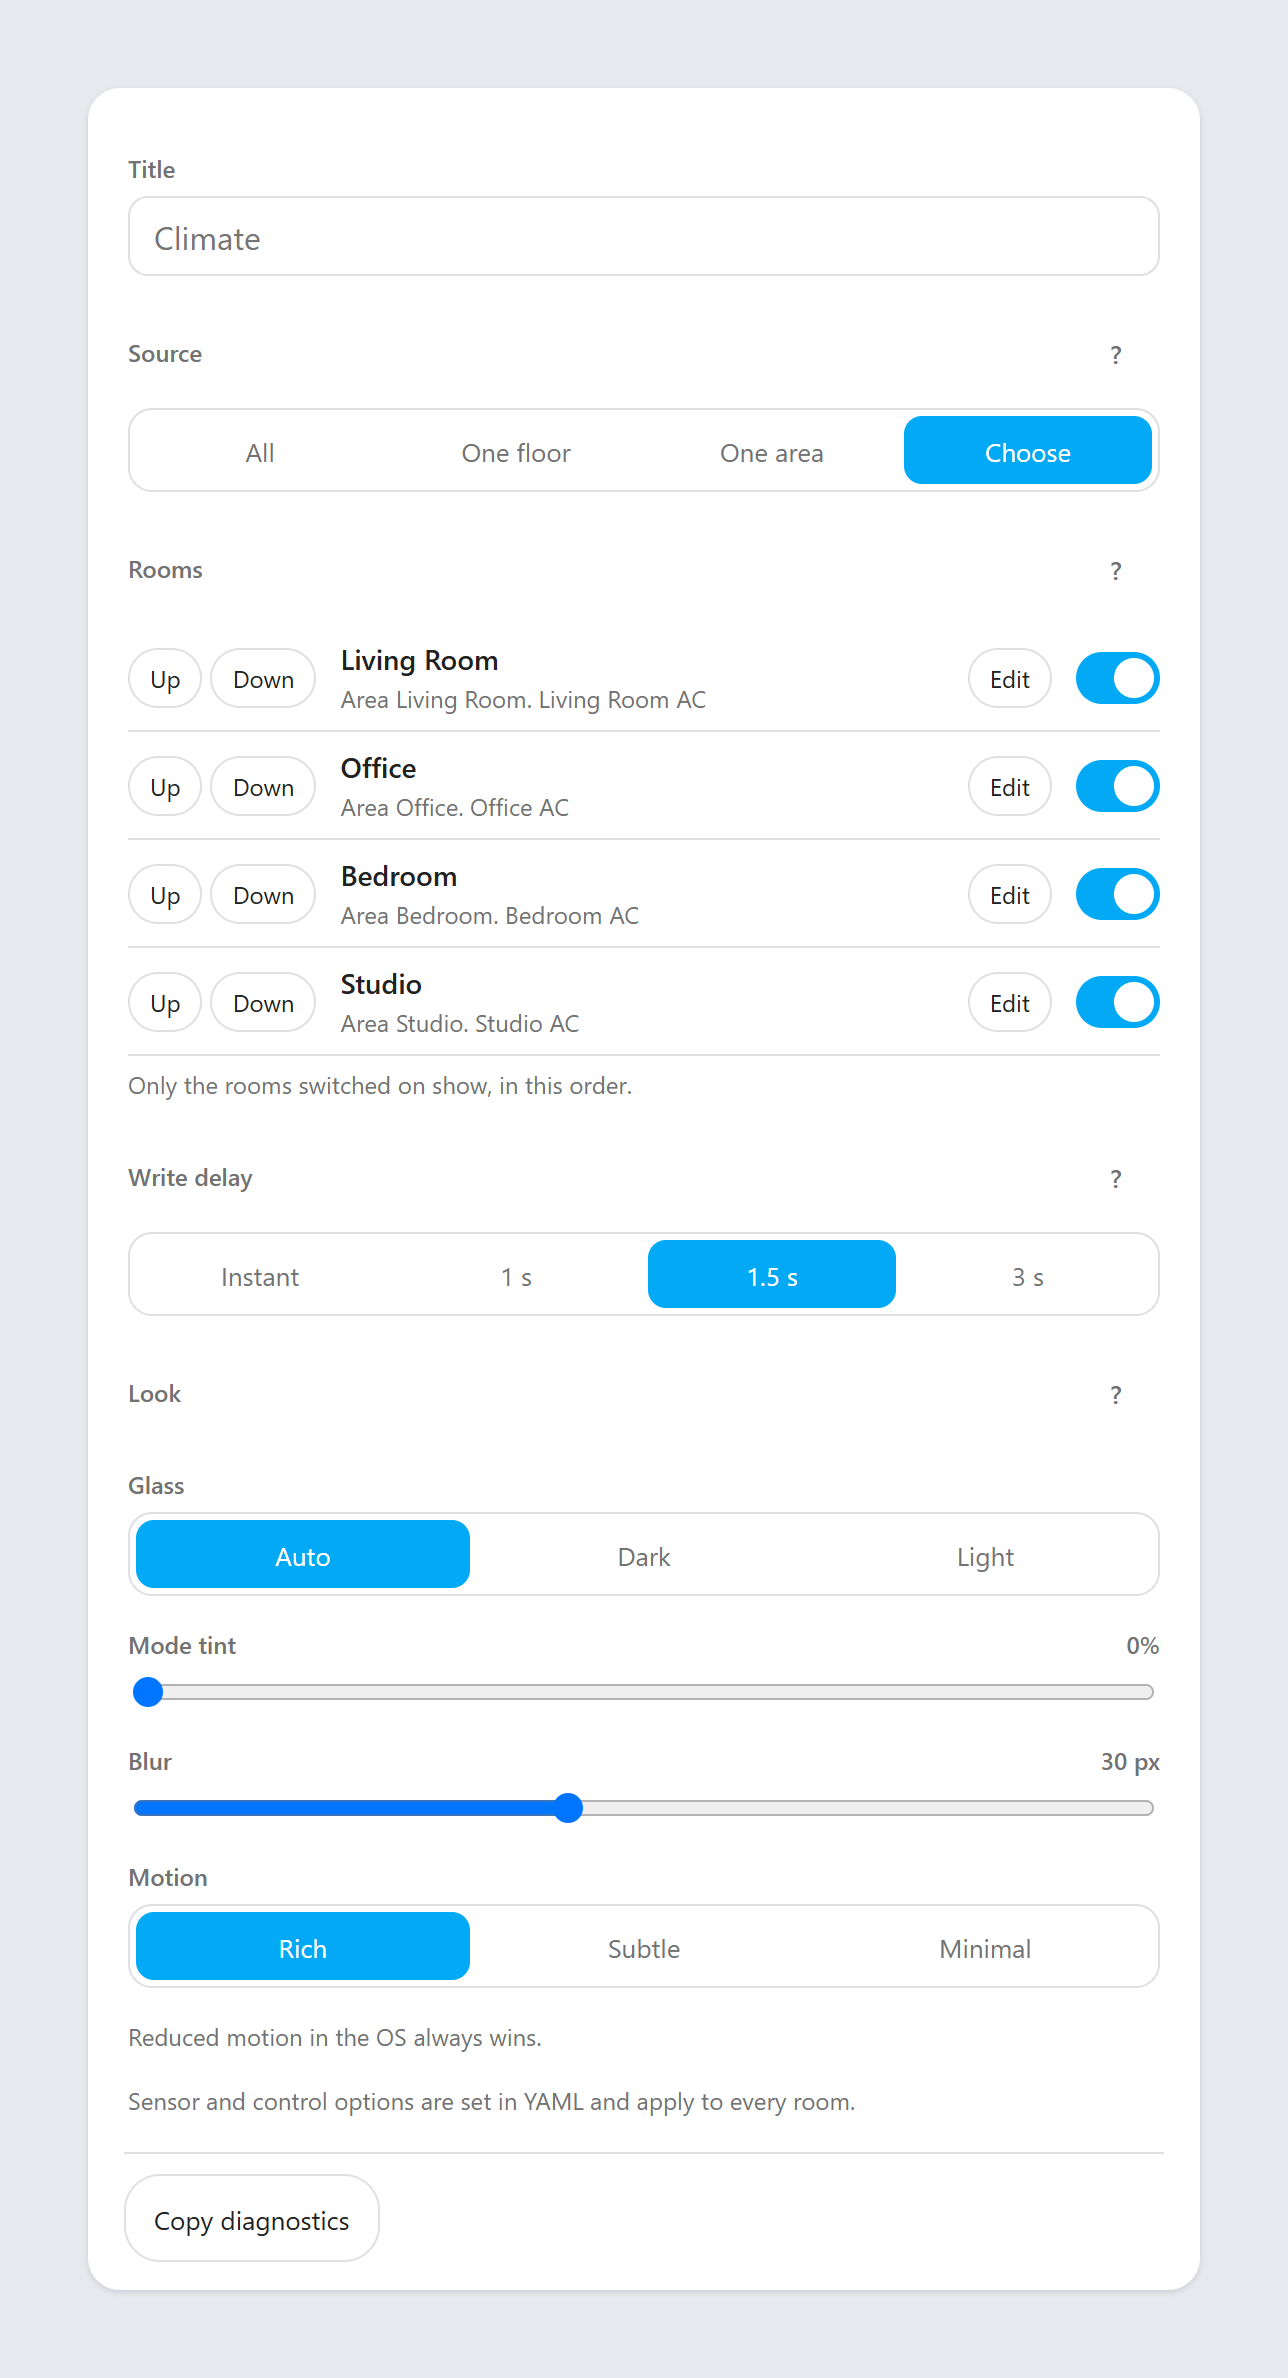 Title
Climate
Source ?
All One floor One area Choose
Rooms ?
Up Down Living Room Edit
Area Living Room. Living Room AC
Up Down Office Edit
Area Office. Office AC
Up Down Bedroom Edit
Area Bedroom. Bedroom AC
Up Down Studio Edit
Area Studio. Studio AC
Only the rooms switched on show, in this order.
Write delay ?
Instant 1 s 1.5 s 3 s
Look ?
Glass
Auto Dark Light
Mode tint 0%
Blur 30 px
Motion
Rich Subtle Minimal
Reduced motion in the OS always wins.
Sensor and control options are set in YAML and apply to every room.
Copy diagnostics